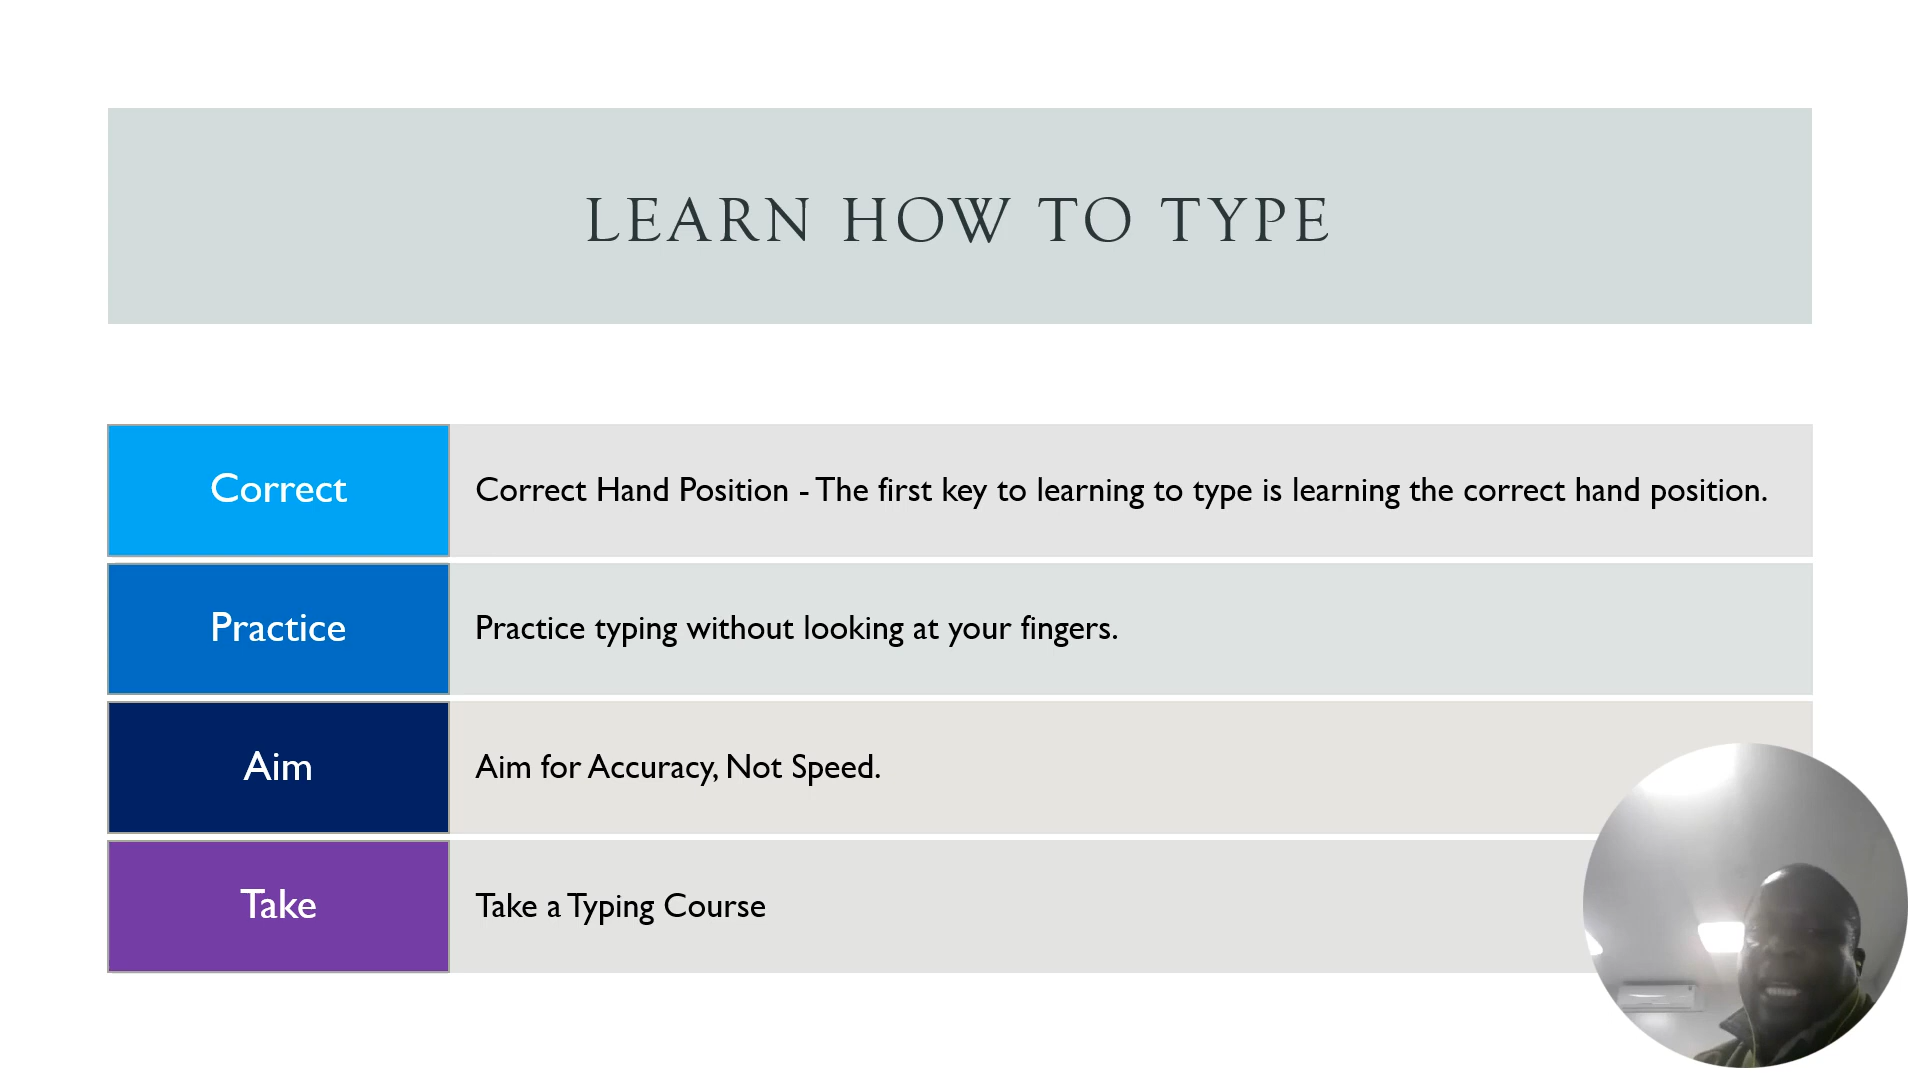 LEARN HOW TO TYPE
Correct
Correct Hand Position - The first key to learning to type is learning the correct hand position.
Practice
Practice typing without looking at your fingers.
Aim
Aim for Accuracy, Not Speed.
Take
Take a Typing Course